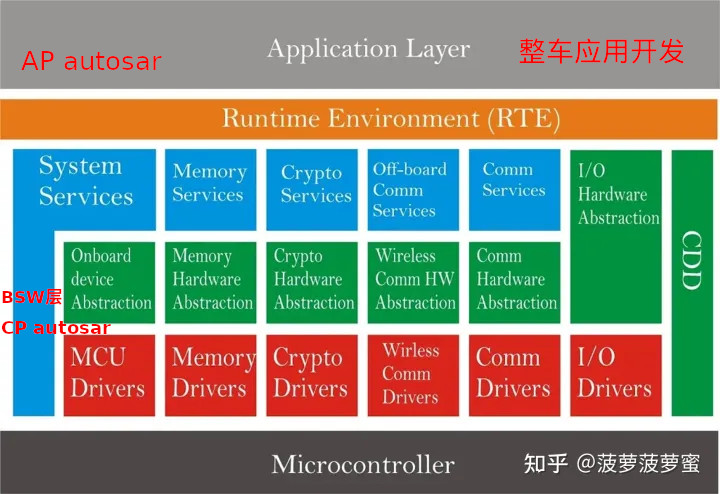 AP autosar
Application Layer
整车应用开发
Runtime Environment (RTE)
System
Services
Memory
Services
Crypto
Services
Off-board
Comm
Services
Comm
Services
I/O
Hardware
Abstraction
CDD
Onboard
device
Abstraction
Memory
Hardware
Abstraction
Crypto
Hardware
Abstraction
Wireless
Comm HW
Abstraction
Comm
Hardware
Abstraction
BSW层
CP autosar
MCU
Drivers
Memory
Drivers
Crypto
Drivers
Wirless
Comm
Drivers
Comm
Drivers
I/O
Drivers
Microcontroller
知乎 @菠萝菠萝蜜